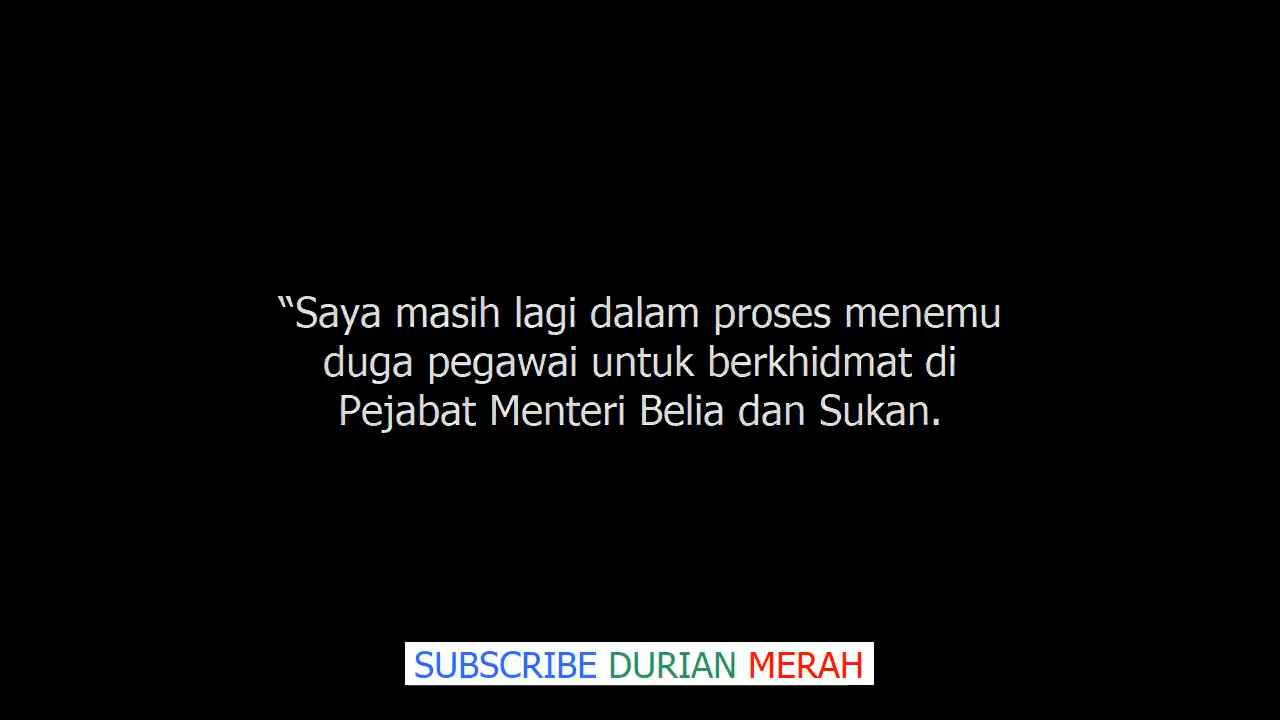 “Saya masih lagi dalam proses menemu
duga pegawai untuk berkhidmat di
Pejabat Menteri Belia dan Sukan.
SUBSCRIBE DURIAN MERAH